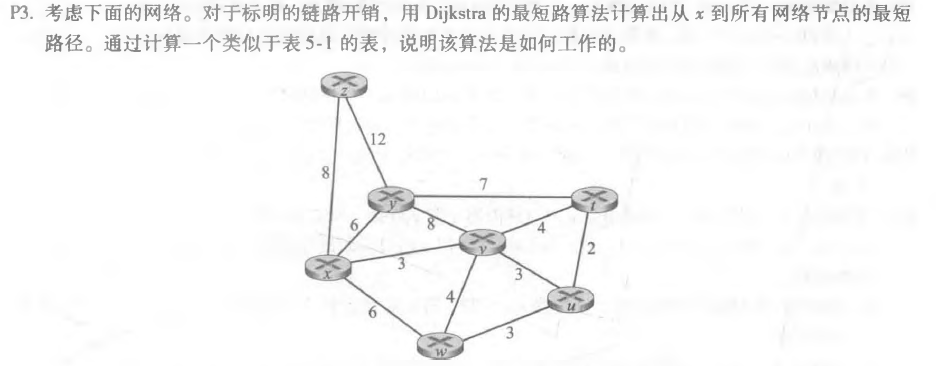 P3. 考虑下面的网络。对于标明的链路开销，用 Dijkstra 的最短路算法计算出从 x 到所有网络节点的最短
路径。通过计算一个类似于表 5-1 的表，说明该算法是如何工作的。
z
12
8
7
y
t
6
8
4
v
2
3
x
3
4
u
6
3
w